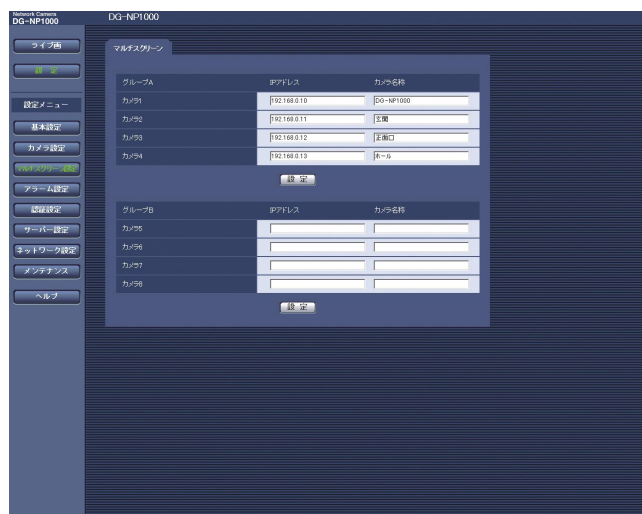 Network Camera
DG-NP1000
DG-NP1000
ライブ画
設 定
設定メニュー
基本設定
カメラ設定
マルチスクリーン設定
アラーム設定
認証設定
サーバー設定
ネットワーク設定
メンテナンス
ヘルプ
マルチスクリーン
グループA IPアドレス カメラ名称
カメラ1 192.168.0.10 DG-NP1000
カメラ2 192.168.0.11 玄関
カメラ3 192.168.0.12 正面口
カメラ4 192.168.0.13 ホール
設 定
グループB IPアドレス カメラ名称
カメラ5
カメラ6
カメラ7
カメラ8
設 定